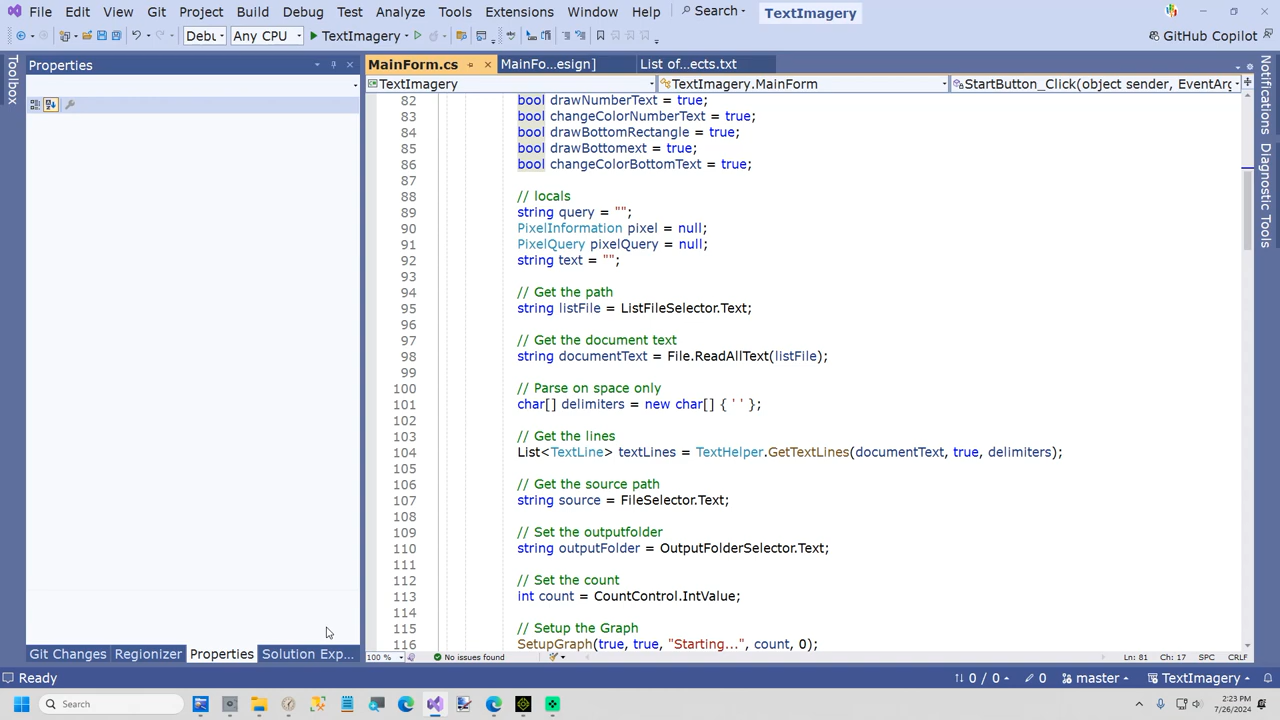 File Edit View Git Project Build Debug Test Analyze Tools Extensions Window Help Search TextImagery
Debu Any CPU TextImagery GitHub Copilot
Toolbox
Properties
MainForm.cs MainFo...esign] List of...ects.txt
TextImagery TextImagery.MainForm StartButton_Click(object sender, EventArg
82 bool drawNumberText = true;
83 bool changeColorNumberText = true;
84 bool drawBottomRectangle = true;
85 bool drawBottomext = true;
86 bool changeColorBottomText = true;
87
88 // locals
89 string query = "";
90 PixelInformation pixel = null;
91 PixelQuery pixelQuery = null;
92 string text = "";
93
94 // Get the path
95 string listFile = ListFileSelector.Text;
96
97 // Get the document text
98 string documentText = File.ReadAllText(listFile);
99
100 // Parse on space only
101 char[] delimiters = new char[] { ' ' };
102
103 // Get the lines
104 List<TextLine> textLines = TextHelper.GetTextLines(documentText, true, delimiters);
105
106 // Get the source path
107 string source = FileSelector.Text;
108
109 // Set the outputfolder
110 string outputFolder = OutputFolderSelector.Text;
111
112 // Set the count
113 int count = CountControl.IntValue;
114
115 // Setup the Graph
116 SetupGraph(true, true, "Starting...", count, 0);
Notifications
Diagnostic Tools
Git Changes Regionizer Properties Solution Exp...
100 % No issues found Ln: 81 Ch: 17 SPC CRLF
Ready 0 / 0 0 master TextImagery
Search
2:23 PM
7/26/2024